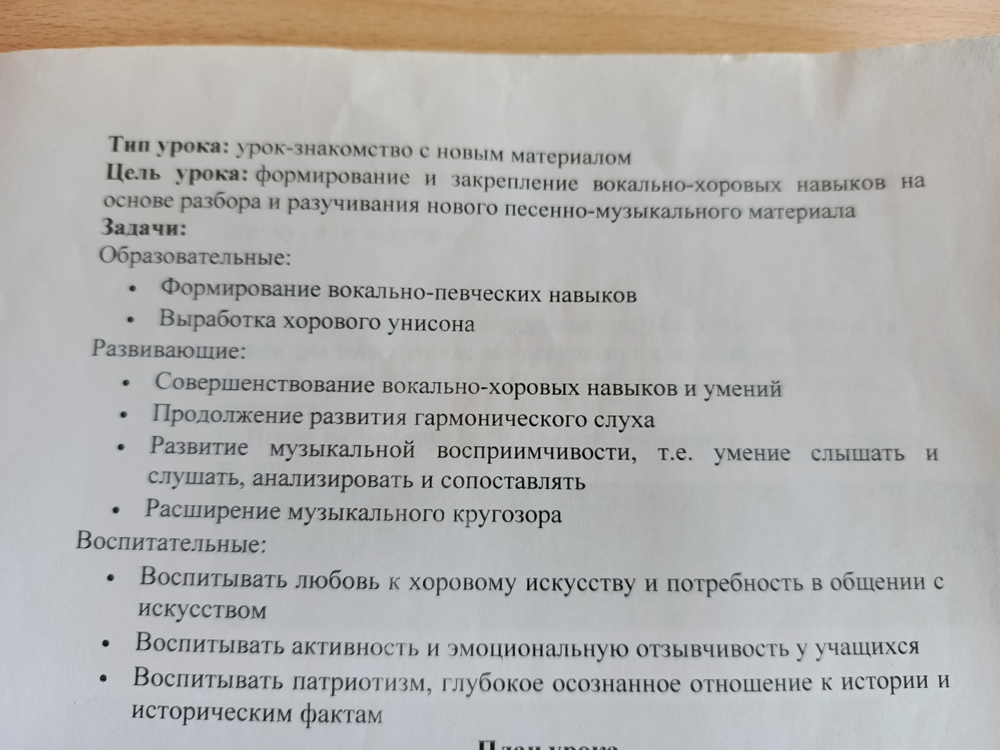 Тип урока: урок-знакомство с новым материалом
Цель урока: формирование и закрепление вокально-хоровых навыков на
основе разбора и разучивания нового песенно-музыкального материала
Задачи:
Образовательные:
• Формирование вокально-певческих навыков
• Выработка хорового унисона
Развивающие:
• Совершенствование вокально-хоровых навыков и умений
• Продолжение развития гармонического слуха
• Развитие музыкальной восприимчивости, т.е. умение слышать и
слушать, анализировать и сопоставлять
• Расширение музыкального кругозора
Воспитательные:
• Воспитывать любовь к хоровому искусству и потребность в общении с
искусством
• Воспитывать активность и эмоциональную отзывчивость у учащихся
• Воспитывать патриотизм, глубокое осознанное отношение к истории и
историческим фактам
План урока